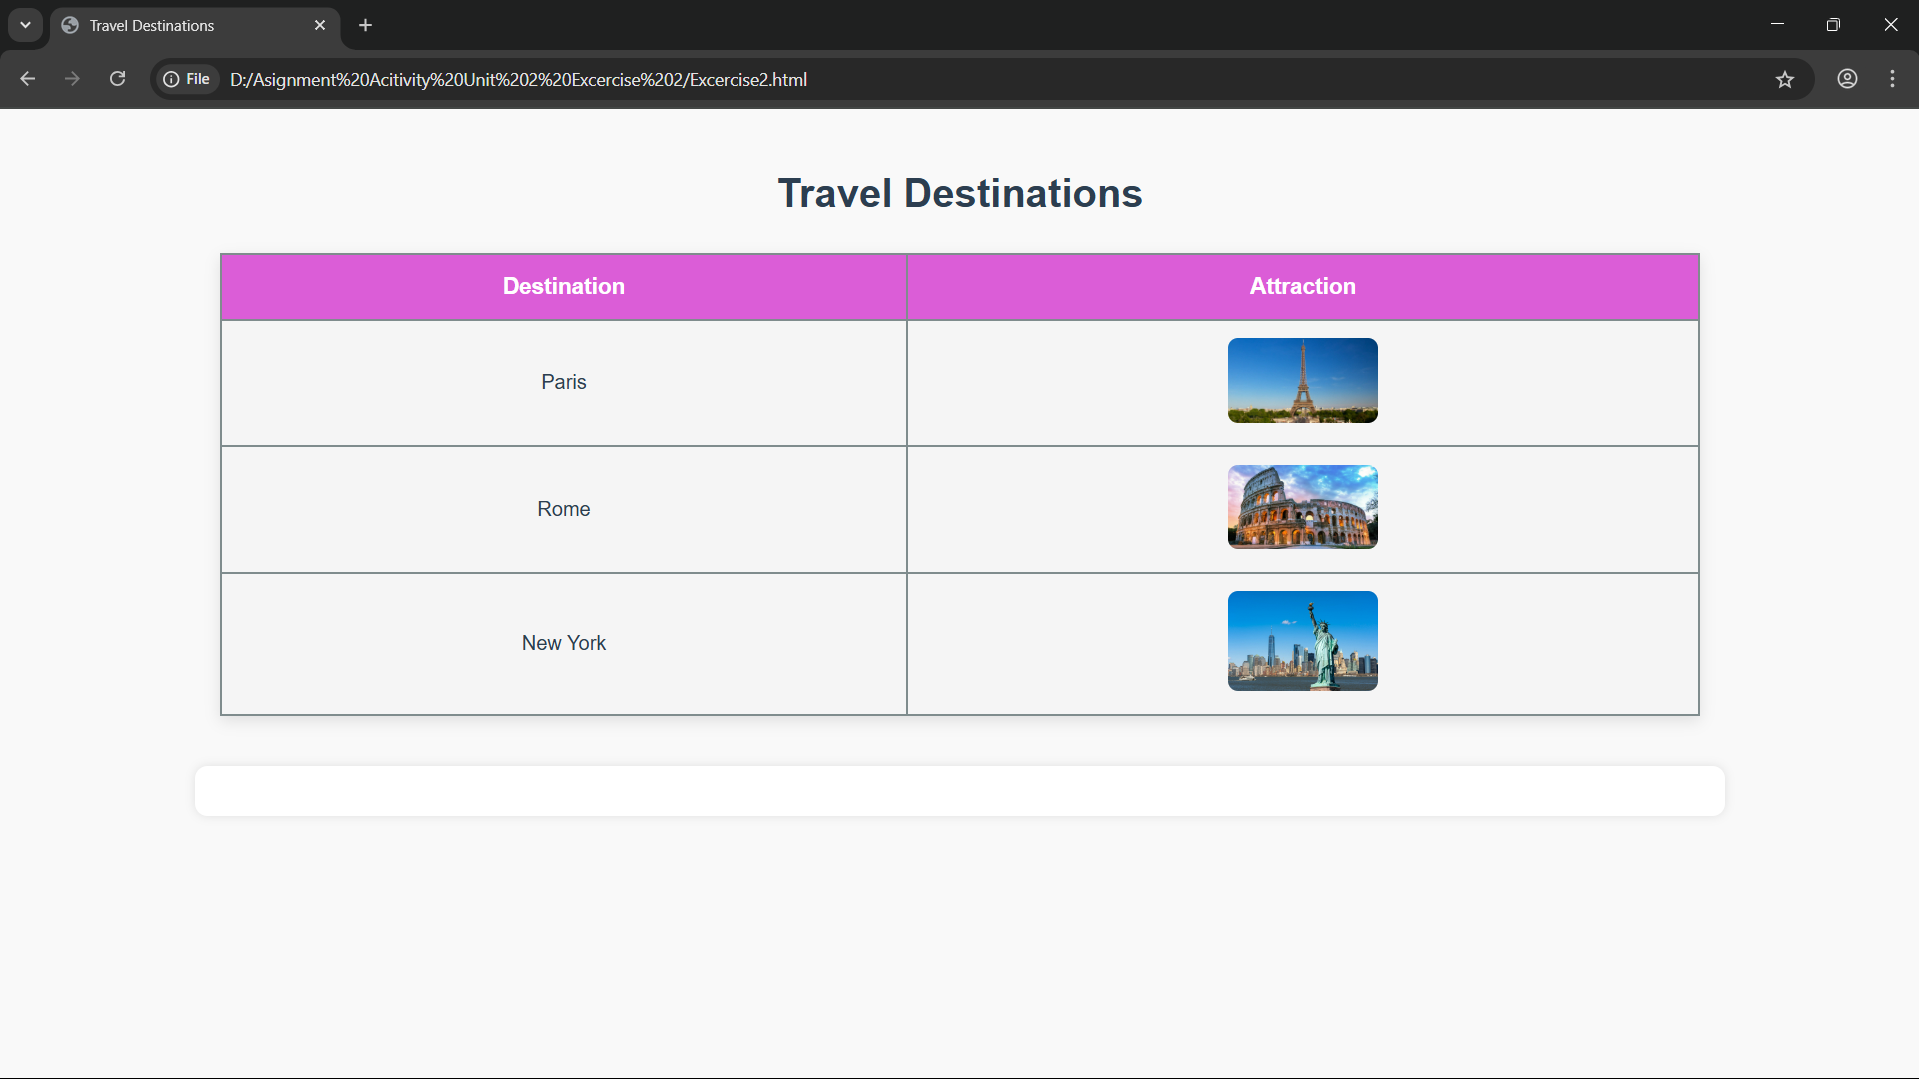 Travel Destinations
File D:/Asignment%20Acitivity%20Unit%202%20Excercise%202/Excercise2.html
Travel Destinations
Destination Attraction
Paris
Rome
New York